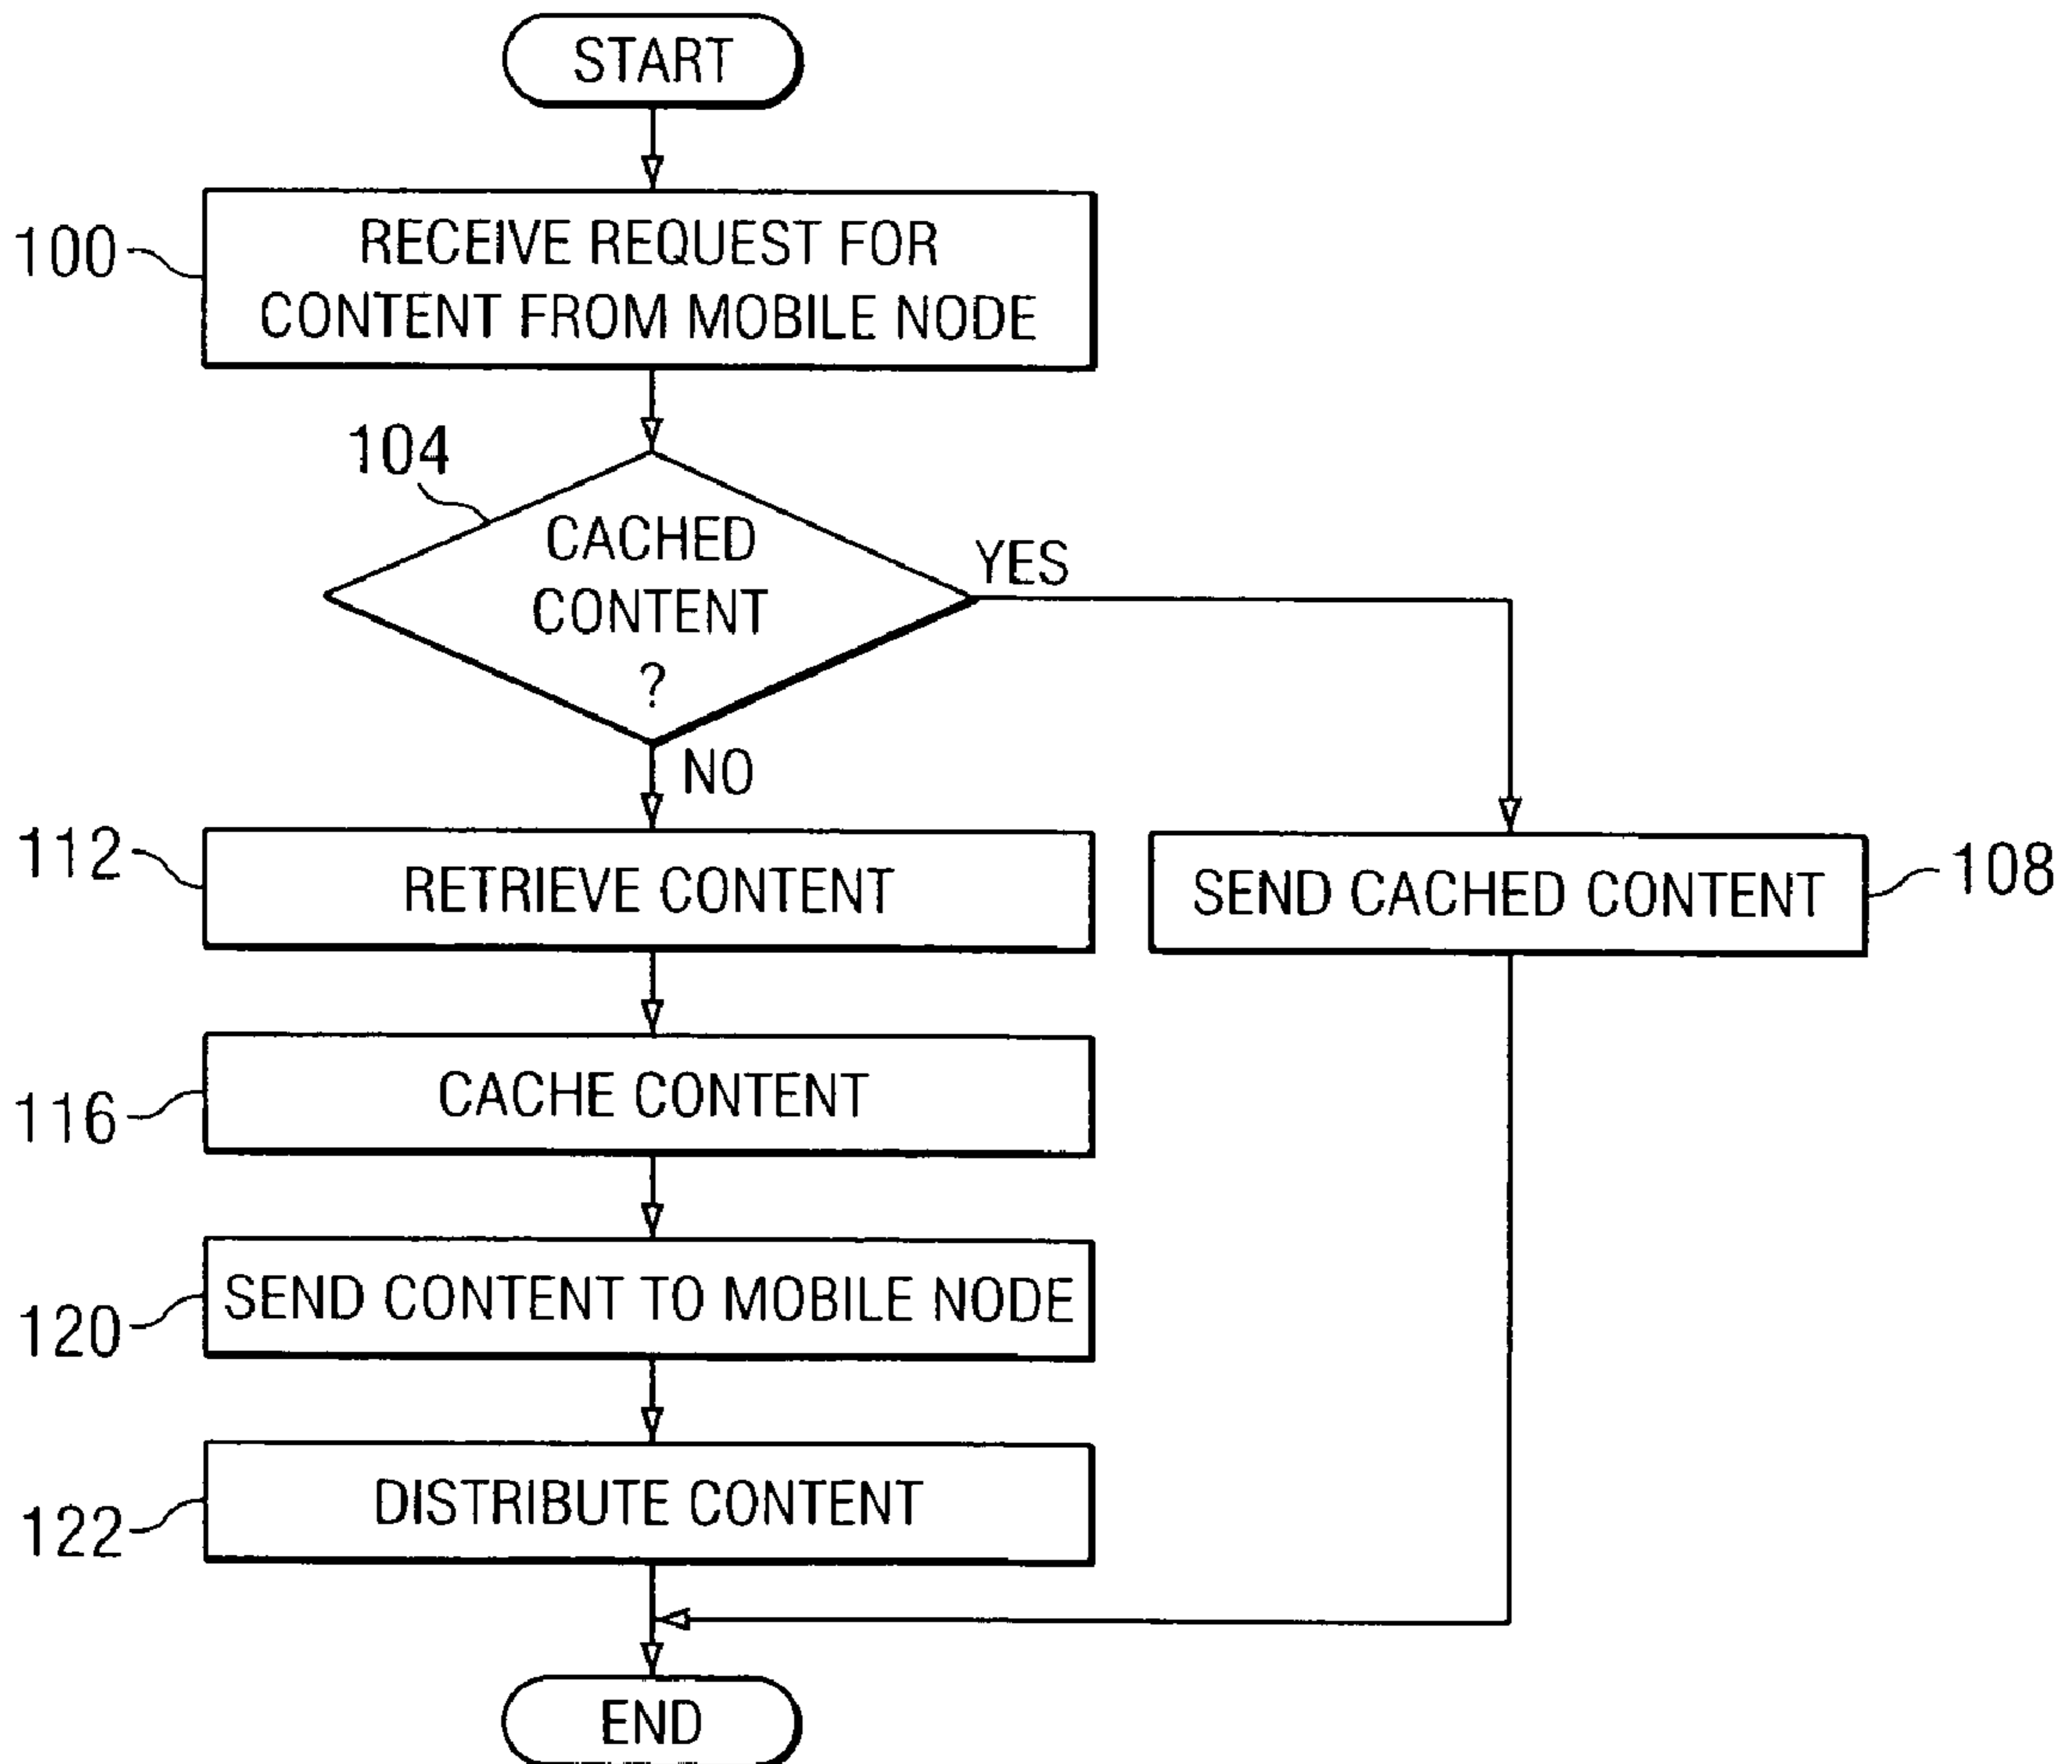 START
100
RECEIVE REQUEST FOR
CONTENT FROM MOBILE NODE
104
CACHED
CONTENT
?
YES
NO
112
RETRIEVE CONTENT
SEND CACHED CONTENT
108
116
CACHE CONTENT
120
SEND CONTENT TO MOBILE NODE
122
DISTRIBUTE CONTENT
END